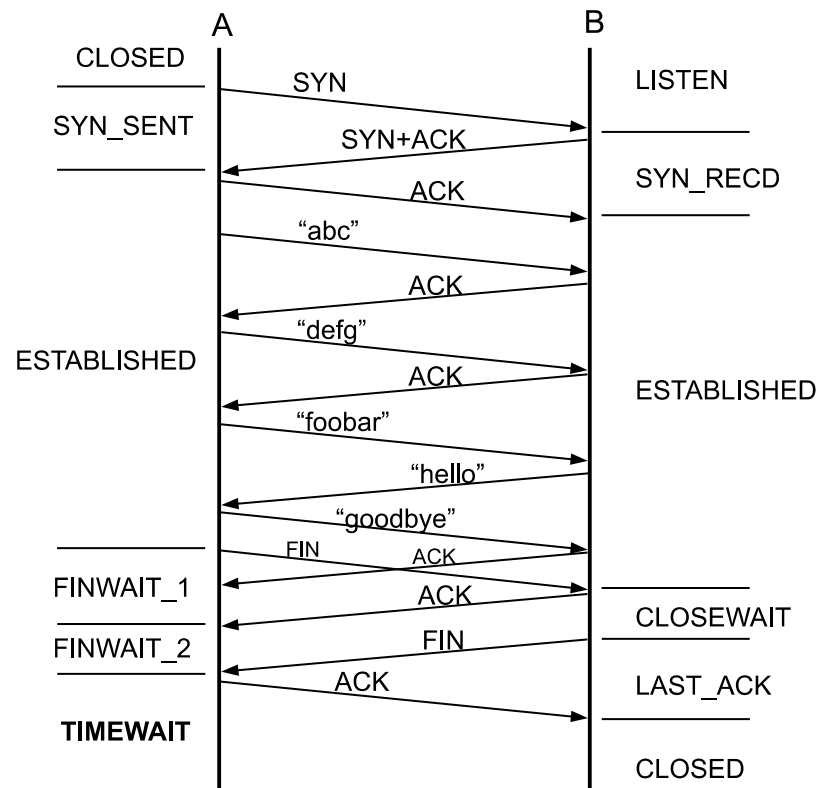 A
B
CLOSED
LISTEN
SYN
SYN_SENT
SYN+ACK
SYN_RECD
ACK
“abc”
ACK
“defg”
ESTABLISHED
ACK
ESTABLISHED
“foobar”
“hello”
“goodbye”
FIN
ACK
FINWAIT_1
ACK
CLOSEWAIT
FINWAIT_2
FIN
ACK
LAST_ACK
TIMEWAIT
CLOSED